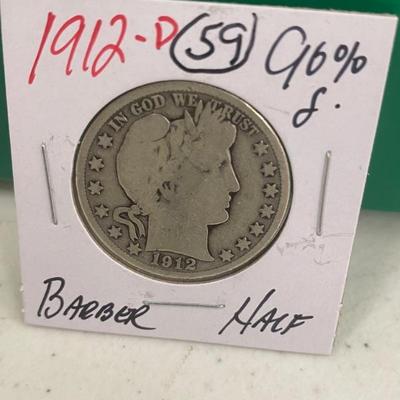 1912-D 59 90%
S.
IN GOD WE TRUST
1912
BARBER HALF